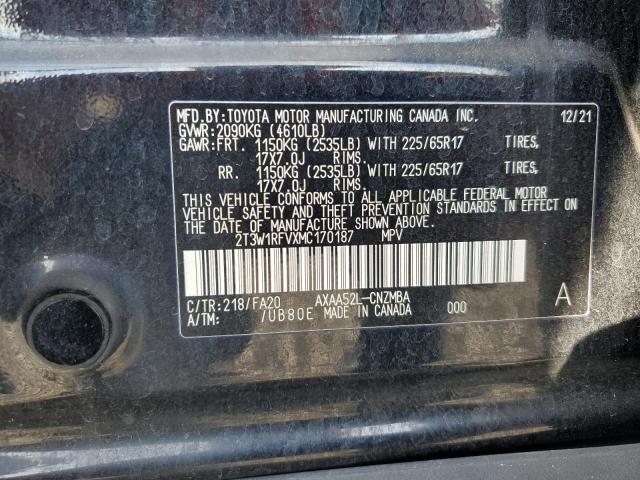 MFD.BY:TOYOTA MOTOR MANUFACTURING CANADA INC. 12/21
GVWR:2090KG (4610LB)
GAWR:FRT. 1150KG (2535LB) WITH 225/65R17 TIRES,
17X7.0J RIMS.
RR. 1150KG (2535LB) WITH 225/65R17 TIRES,
17X7.0J RIMS.
THIS VEHICLE CONFORMS TO ALL APPLICABLE FEDERAL MOTOR
VEHICLE SAFETY AND THEFT PREVENTION STANDARDS IN EFFECT ON
THE DATE OF MANUFACTURE SHOWN ABOVE.
2T3W1RFVXMC170187 MPV
C/TR:218/FA20 AXAA52L-CNZMBA A
A/TM: /UB80E MADE IN CANADA 000